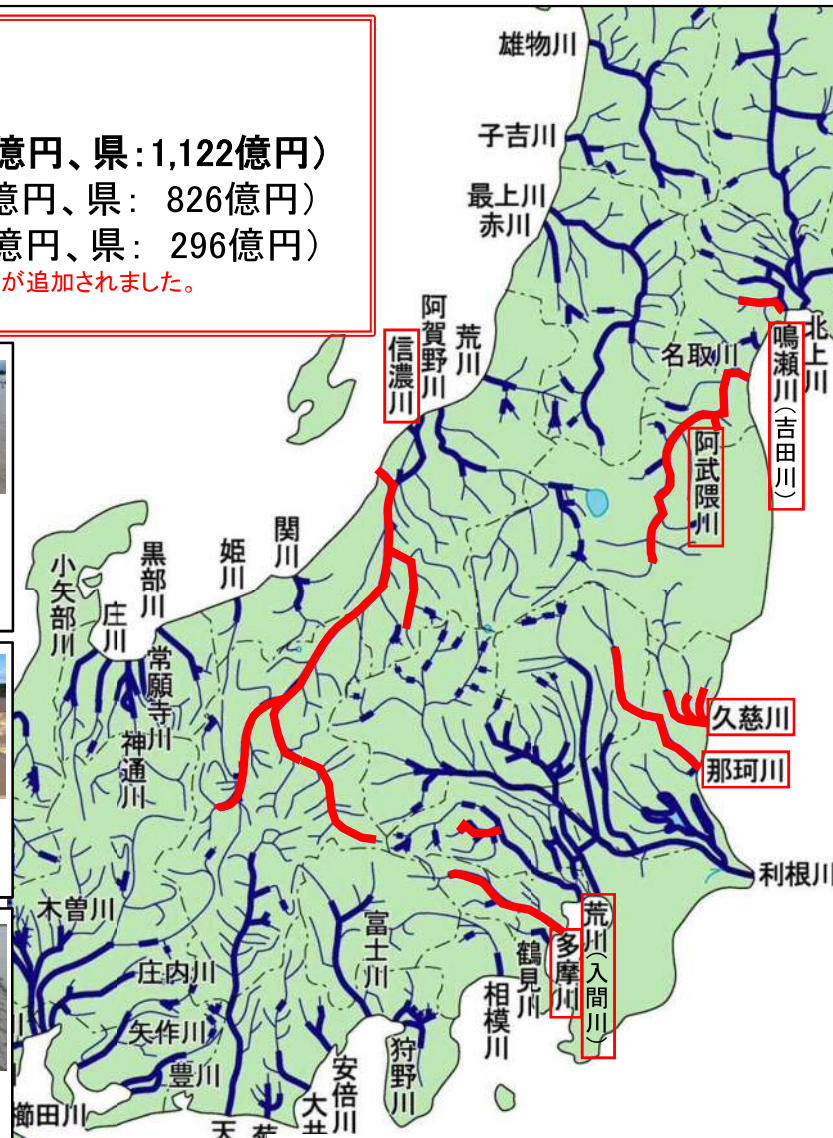 億円、県：1,122億円）
億円、県： 826億円）
億円、県： 296億円）
が追加されました。
雄物川
子吉川
最上川
赤川
阿賀野川
荒川
信濃川
名取川
北上川
鳴瀬川（吉田川）
阿武隈川
関川
姫川
黒部川
小矢部川
庄川
常願寺川
神通川
久慈川
那珂川
利根川
木曽川
庄内川
矢作川
豊川
櫛田川
富士川
安倍川
大井
狩野川
相模川
鶴見川
多摩川
荒川（入間川）
天
菊
川